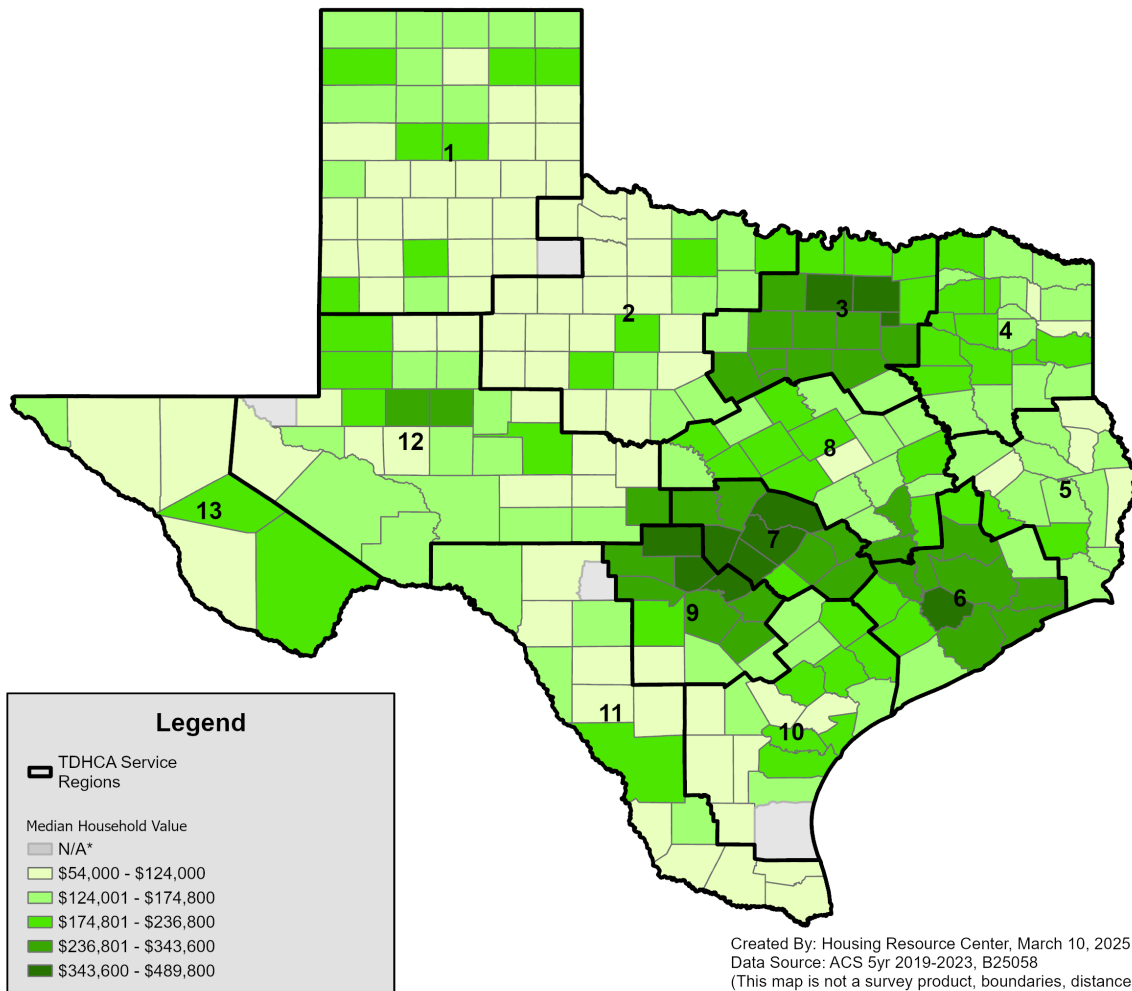 1
2
3
4
5
6
7
8
9
10
11
12
13
Legend
TDHCA Service
Regions
Median Household Value
N/A*
$54,000 - $124,000
$124,001 - $174,800
$174,801 - $236,800
$236,801 - $343,600
$343,600 - $489,800
Created By: Housing Resource Center, March 10, 2025
Data Source: ACS 5yr 2019-2023, B25058
(This map is not a survey product, boundaries, distance